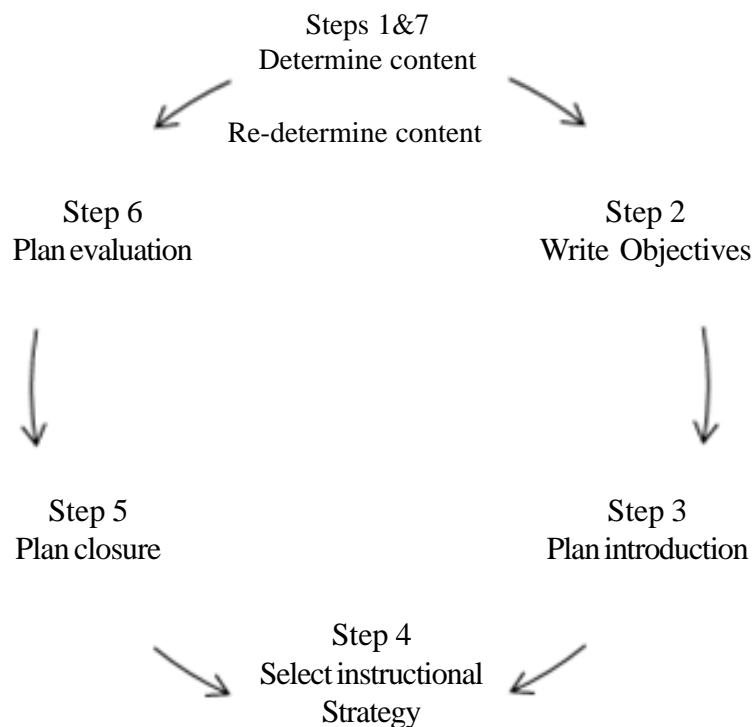 Steps 1&7
Determine content
Re-determine content
Step 6
Plan evaluation
Step 2
Write Objectives
Step 5
Plan closure
Step 3
Plan introduction
Step 4
Select instructional
Strategy